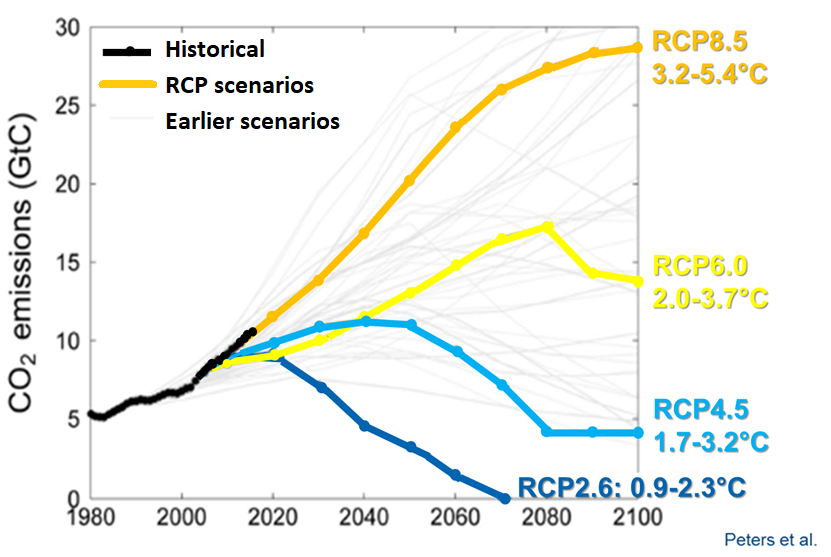 Historical
RCP scenarios
Earlier scenarios
CO₂ emissions (GtC)
30
25
20
15
10
5
0
1980
2000
2020
2040
2060
2080
2100
RCP8.5
3.2-5.4°C
RCP6.0
2.0-3.7°C
RCP4.5
1.7-3.2°C
RCP2.6: 0.9-2.3°C
Peters et al.